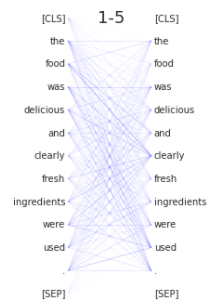 1-5
[CLS] [CLS]
the the
food food
was was
delicious delicious
and and
clearly clearly
fresh fresh
ingredients ingredients
were were
used used
. .
[SEP] [SEP]